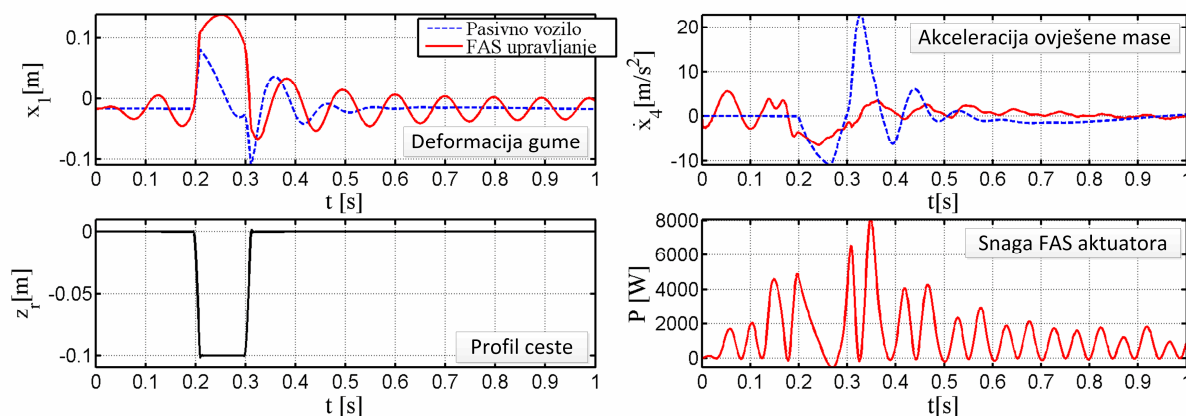 0.1
0
-0.1
x1[m]
Pasivno vozilo
FAS upravljanje
Deformacija gume
0 0.1 0.2 0.3 0.4 0.5 0.6 0.7 0.8 0.9 1
t [s]
20
10
0
-10
ẋ4[m/s²]
Akceleracija ovješene mase
0 0.1 0.2 0.3 0.4 0.5 0.6 0.7 0.8 0.9 1
t[s]
0
-0.05
-0.1
zr[m]
Profil ceste
0 0.1 0.2 0.3 0.4 0.5 0.6 0.7 0.8 0.9 1
t [s]
8000
6000
4000
2000
0
P [W]
Snaga FAS aktuatora
0 0.1 0.2 0.3 0.4 0.5 0.6 0.7 0.8 0.9 1
t[s]